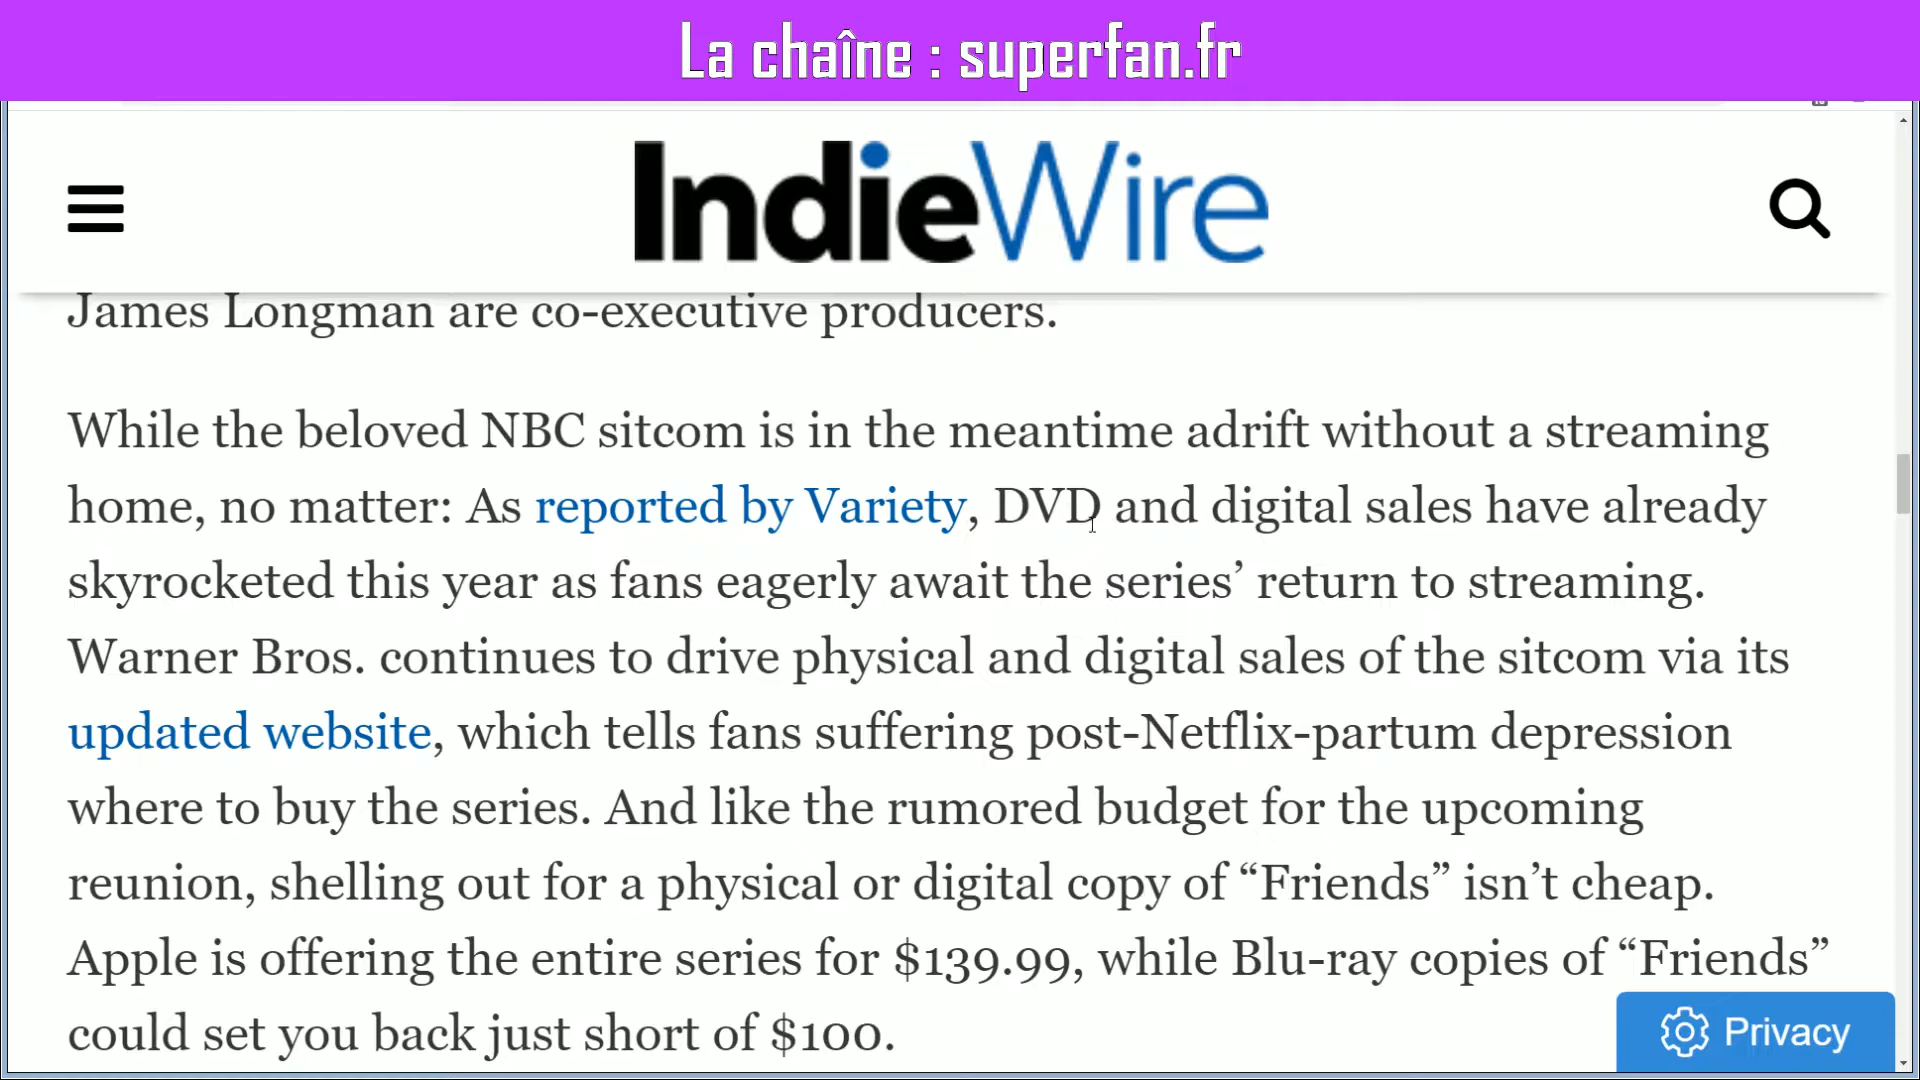 La chaîne : superfan.fr
IndieWire
James Longman are co-executive producers.
While the beloved NBC sitcom is in the meantime adrift without a streaming
home, no matter: As reported by Variety, DVD and digital sales have already
skyrocketed this year as fans eagerly await the series’ return to streaming.
Warner Bros. continues to drive physical and digital sales of the sitcom via its
updated website, which tells fans suffering post-Netflix-partum depression
where to buy the series. And like the rumored budget for the upcoming
reunion, shelling out for a physical or digital copy of “Friends” isn’t cheap.
Apple is offering the entire series for $139.99, while Blu-ray copies of “Friends”
could set you back just short of $100.
Privacy